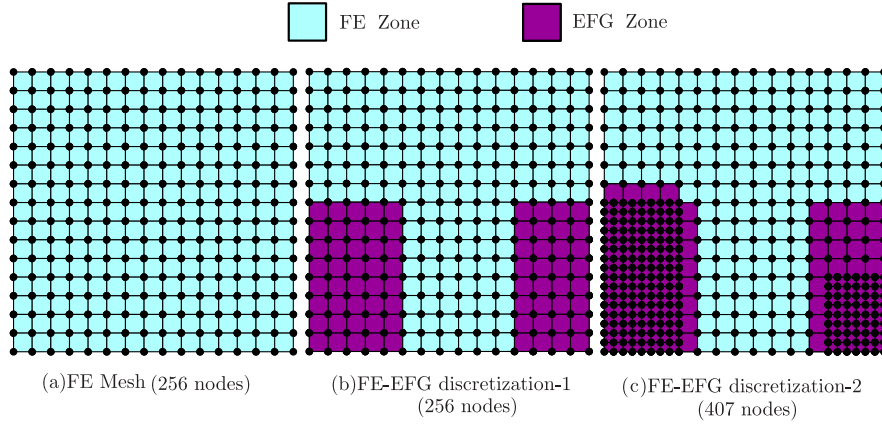 FE Zone
EFG Zone
(a)FE Mesh (256 nodes)
(b)FE-EFG discretization-1
(256 nodes)
(c)FE-EFG discretization-2
(407 nodes)